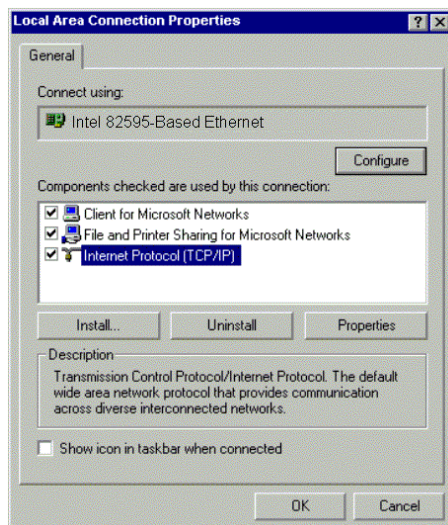 Local Area Connection Properties
General
Connect using:
Intel 82595-Based Ethernet
Configure
Components checked are used by this connection:
Client for Microsoft Networks
File and Printer Sharing for Microsoft Networks
Internet Protocol (TCP/IP)
Install... Uninstall Properties
Description
Transmission Control Protocol/Internet Protocol. The default
wide area network protocol that provides communication
across diverse interconnected networks.
Show icon in taskbar when connected
OK Cancel